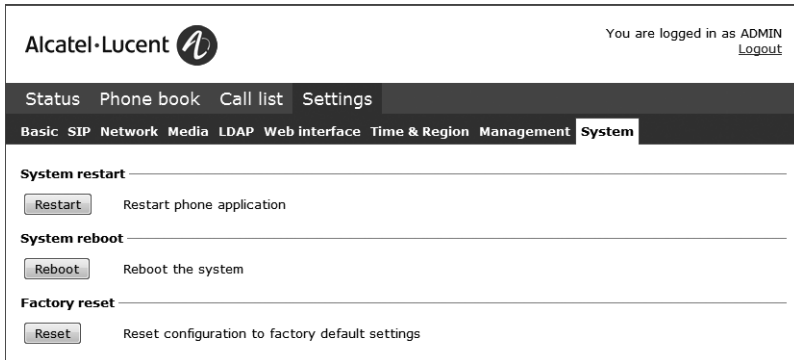 You are logged in as ADMIN
Alcatel·Lucent
Logout
Status Phone book Call list Settings
Basic SIP Network Media LDAP Web interface Time & Region Management System
System restart
Restart Restart phone application
System reboot
Reboot Reboot the system
Factory reset
Reset Reset configuration to factory default settings